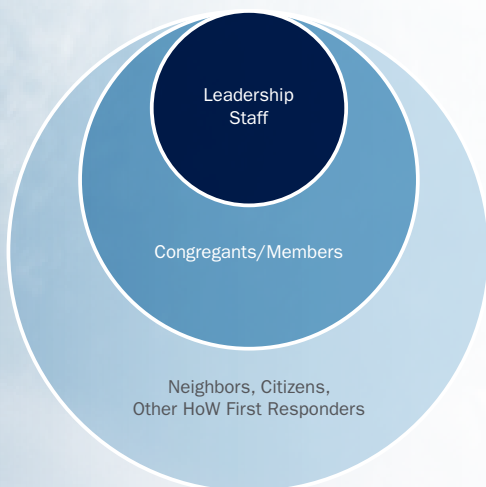 Leadership
Staff
Congregants/Members
Neighbors, Citizens,
Other HoW First Responders